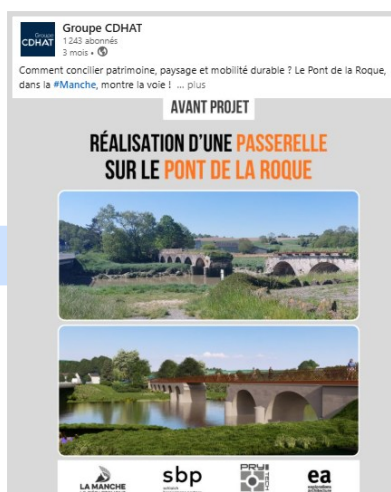 Groupe CDHAT
Groupe
CDHAT
1 243 abonnés
3 mois •
Comment concilier patrimoine, paysage et mobilité durable ? Le Pont de la Roque,
dans la #Manche, montre la voie ! ... plus
AVANT PROJET
RÉALISATION D'UNE PASSERELLE
SUR LE PONT DE LA ROQUE
LA MANCHE
sbp
PRY
TECH
ea